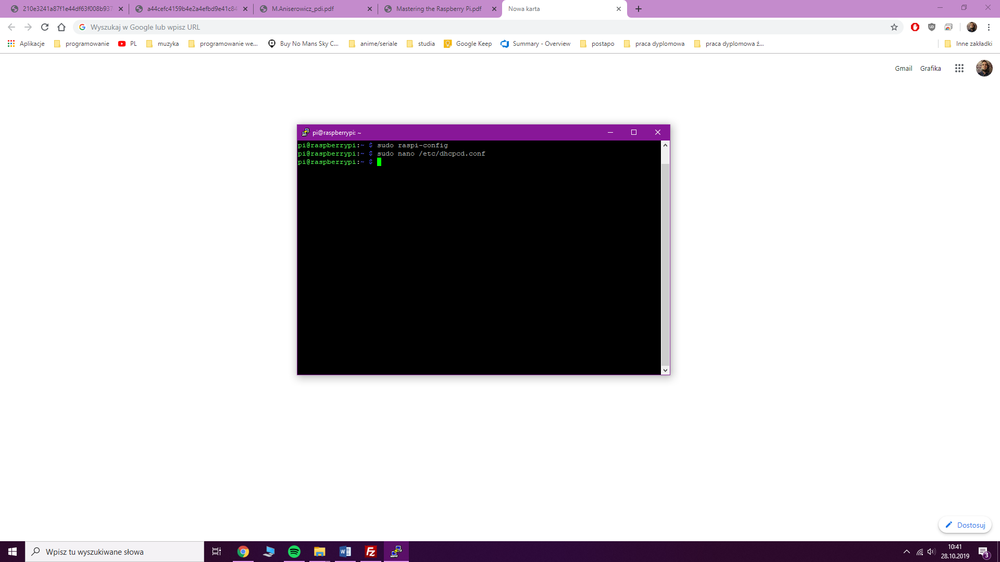 210e3241a87f1e44df63f008b937
a44cefc4159b4e2a4efbd9e41c84
M.Aniserowicz_pdi.pdf
Mastering the Raspberry Pi.pdf
Nowa karta
Wyszukaj w Google lub wpisz URL
Aplikacje
programowanie
PL
muzyka
programowanie we...
Buy No Mans Sky C...
anime/seriale
studia
Google Keep
Summary - Overview
postapo
praca dyplomowa
praca dyplomowa ź...
Inne zakładki
Gmail
Grafika
pi@raspberrypi: ~
pi@raspberrypi:~ $ sudo raspi-config
pi@raspberrypi:~ $ sudo nano /etc/dhcpcd.conf
pi@raspberrypi:~ $
Dostosuj
Wpisz tu wyszukiwane słowa
10:41
28.10.2019
3